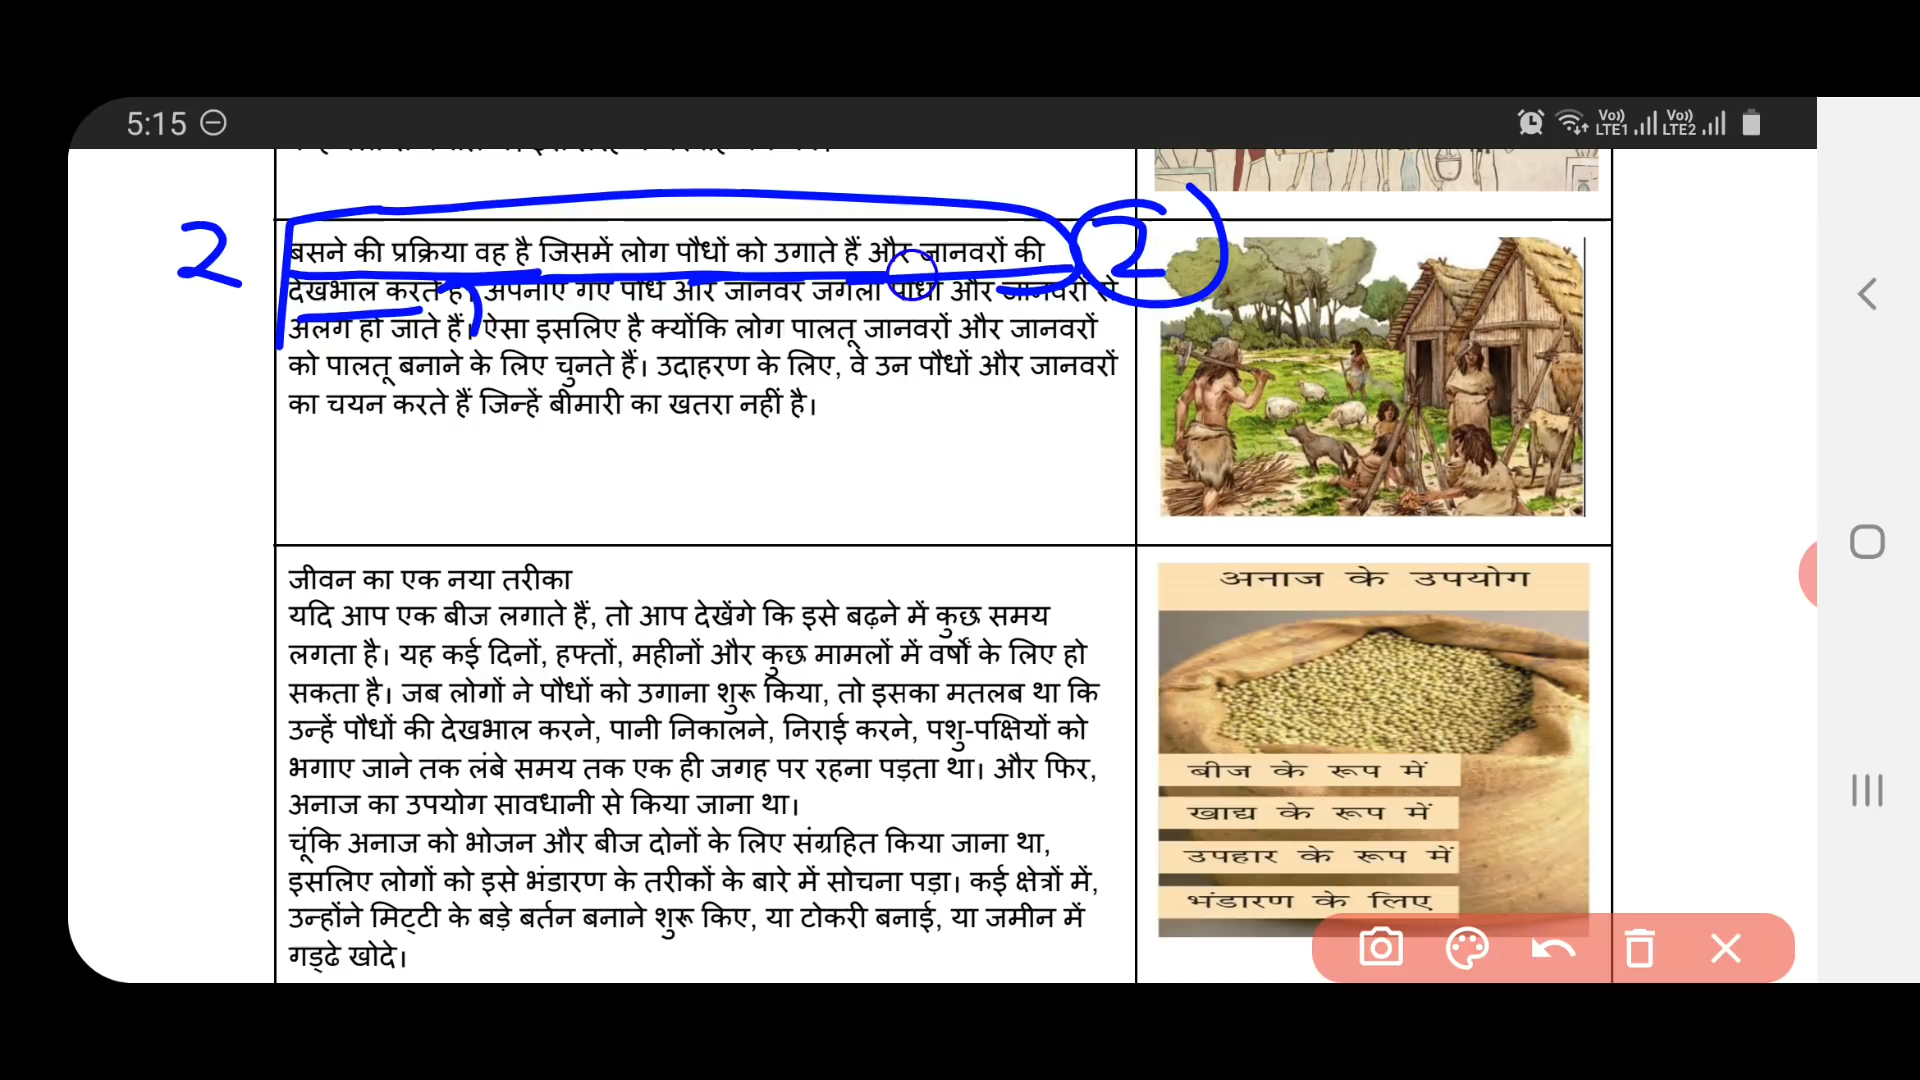 5:15
Vo)) LTE1 Vo)) LTE2
2
2
बसने की प्रक्रिया वह है जिसमें लोग पौधों को उगाते हैं और जानवरों की
देखभाल करते हैं। अपनाए गए पौधे और जानवर जंगली पौधों और जानवरों से
अलग हो जाते हैं। ऐसा इसलिए है क्योंकि लोग पालतू जानवरों और जानवरों
को पालतू बनाने के लिए चुनते हैं। उदाहरण के लिए, वे उन पौधों और जानवरों
का चयन करते हैं जिन्हें बीमारी का खतरा नहीं है।
जीवन का एक नया तरीका
यदि आप एक बीज लगाते हैं, तो आप देखेंगे कि इसे बढ़ने में कुछ समय
लगता है। यह कई दिनों, हफ्तों, महीनों और कुछ मामलों में वर्षों के लिए हो
सकता है। जब लोगों ने पौधों को उगाना शुरू किया, तो इसका मतलब था कि
उन्हें पौधों की देखभाल करने, पानी निकालने, निराई करने, पशु-पक्षियों को
भगाए जाने तक लंबे समय तक एक ही जगह पर रहना पड़ता था। और फिर,
अनाज का उपयोग सावधानी से किया जाना था।
चूंकि अनाज को भोजन और बीज दोनों के लिए संग्रहित किया जाना था,
इसलिए लोगों को इसे भंडारण के तरीकों के बारे में सोचना पड़ा। कई क्षेत्रों में,
उन्होंने मिट्टी के बड़े बर्तन बनाने शुरू किए, या टोकरी बनाई, या जमीन में
गड्ढे खोदे।
अनाज के उपयोग
बीज के रूप में
खाद्य के रूप में
उपहार के रूप में
भंडारण के लिए